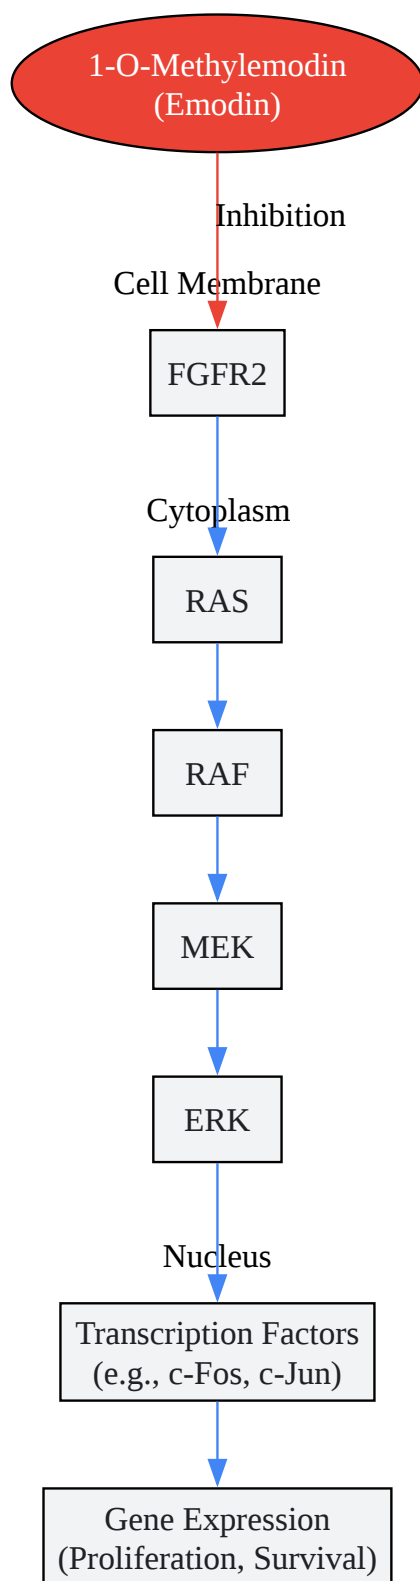 1-O-Methylemodin
(Emodin)
Inhibition
Cell Membrane
FGFR2
Cytoplasm
RAS
RAF
MEK
ERK
Nucleus
Transcription Factors
(e.g., c-Fos, c-Jun)
Gene Expression
(Proliferation, Survival)